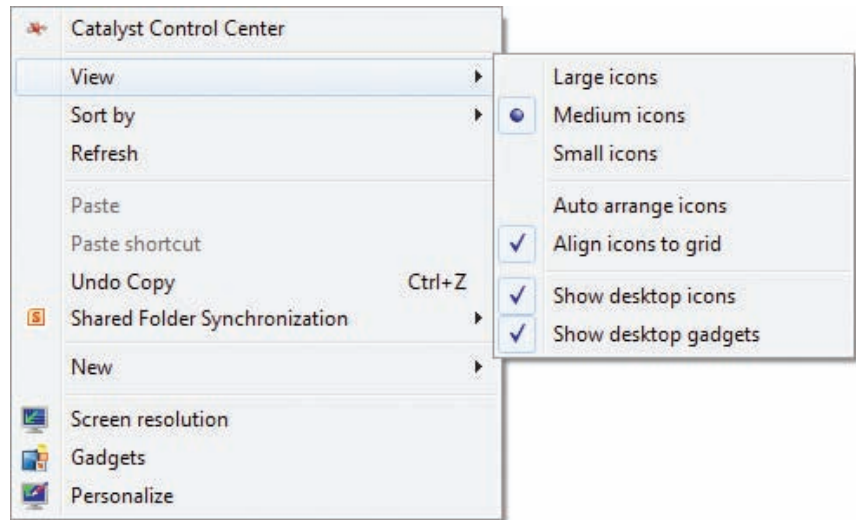 Catalyst Control Center
View
Sort by
Refresh
Paste
Paste shortcut
Undo Copy Ctrl+Z
Shared Folder Synchronization
New
Screen resolution
Gadgets
Personalize
Large icons
Medium icons
Small icons
Auto arrange icons
Align icons to grid
Show desktop icons
Show desktop gadgets